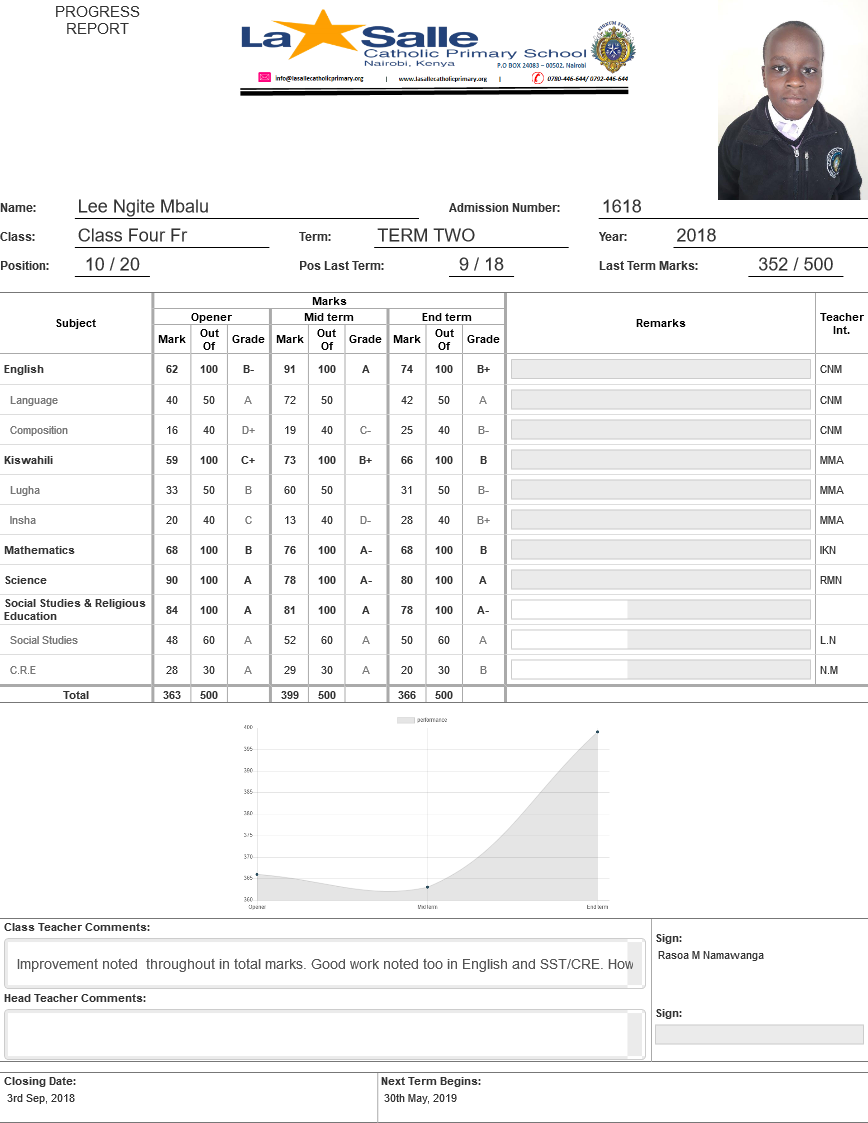 PROGRESS
REPORT
La Salle
Catholic Primary School
Nairobi, Kenya
P.O BOX 24083 – 00502, Nairobi
info@lasallecatholicprimary.org | www.lasallecatholicprimary.org | 0780-446-644/ 0792-446-644
Name: Lee Ngite Mbalu Admission Number: 1618
Class: Class Four Fr Term: TERM TWO Year: 2018
Position: 10 / 20 Pos Last Term: 9 / 18 Last Term Marks: 352 / 500
Subject Marks Remarks Teacher Int.
Opener Mid term End term
Mark Out Of Grade Mark Out Of Grade Mark Out Of Grade
English 62 100 B- 91 100 A 74 100 B+ CNM
Language 40 50 A 72 50 42 50 A CNM
Composition 16 40 D+ 19 40 C- 25 40 B- CNM
Kiswahili 59 100 C+ 73 100 B+ 66 100 B MMA
Lugha 33 50 B 60 50 31 50 B- MMA
Insha 20 40 C 13 40 D- 28 40 B+ MMA
Mathematics 68 100 B 76 100 A- 68 100 B IKN
Science 90 100 A 78 100 A- 80 100 A RMN
Social Studies & Religious Education 84 100 A 81 100 A 78 100 A-
Social Studies 48 60 A 52 60 A 50 60 A L.N
C.R.E 28 30 A 29 30 A 20 30 B N.M
Total 363 500 399 500 366 500
performance
400
395
390
385
380
375
370
365
360
Opener Mid term End term
Class Teacher Comments:
Improvement noted throughout in total marks. Good work noted too in English and SST/CRE. How
Sign:
Rasoa M Namawanga
Head Teacher Comments:
Sign:
Closing Date: Next Term Begins:
3rd Sep, 2018 30th May, 2019